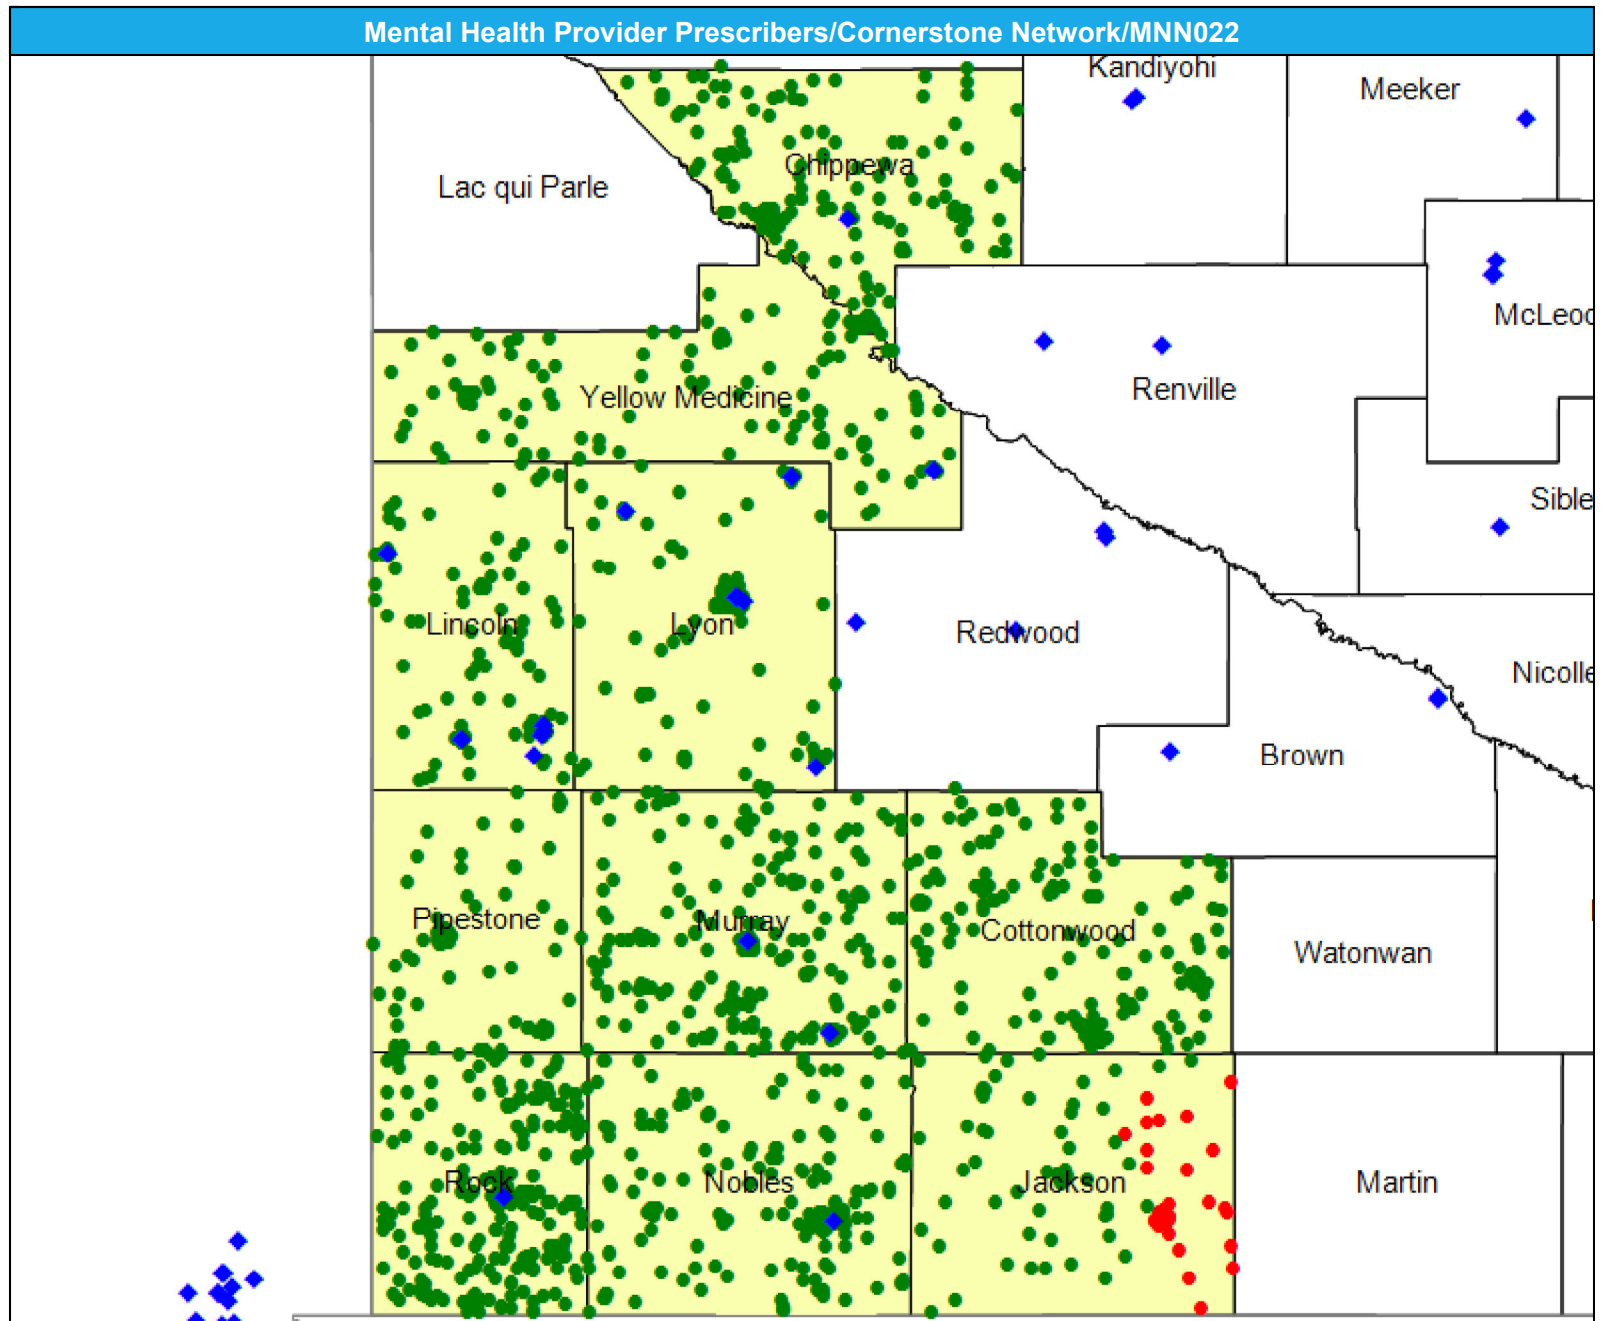 Mental Health Provider Prescribers/Cornerstone Network/MNN022
Kandiyohi
Meeker
Chippewa
Lac qui Parle
McLeod
Renville
Yellow Medicine
Sible
Lincoln
Lyon
Redwood
Nicolle
Brown
Pipestone
Murray
Cottonwood
Watonwan
Rock
Nobles
Jackson
Martin